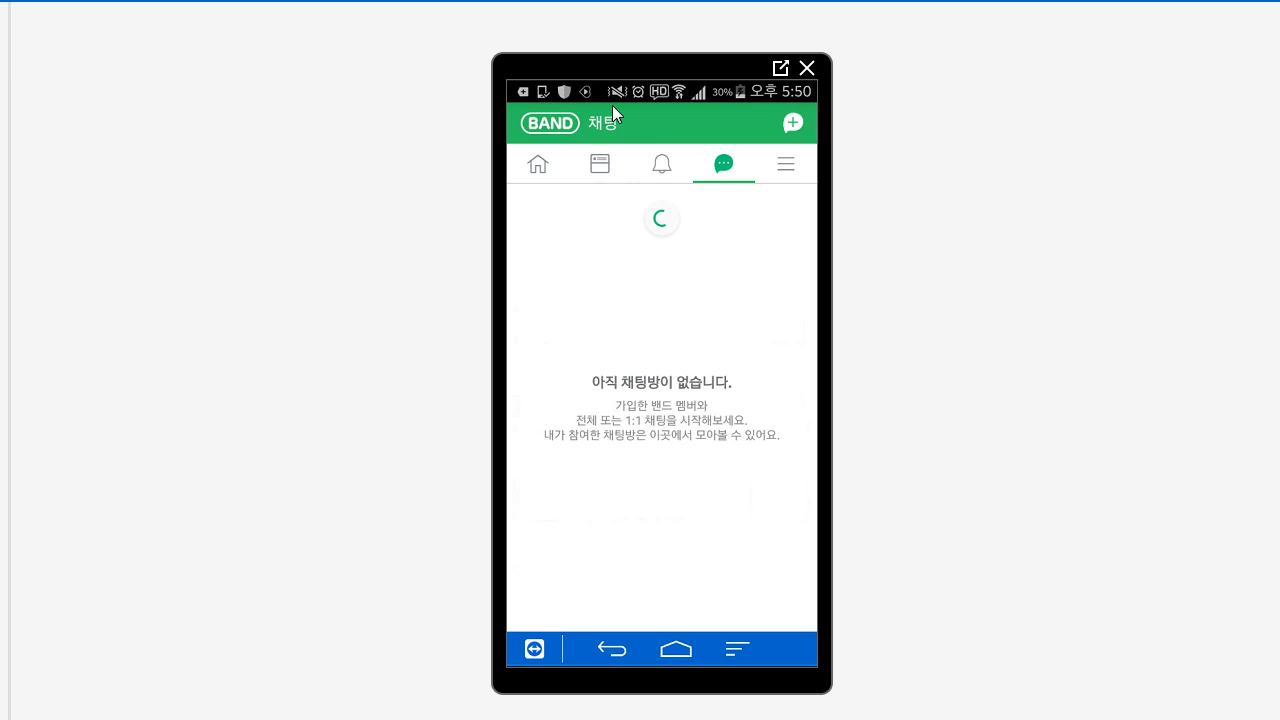 HD 30% 오후 5:50
BAND 채팅
아직 채팅방이 없습니다.
가입한 밴드 멤버와
전체 또는 1:1 채팅을 시작해보세요.
내가 참여한 채팅방은 이곳에서 모아볼 수 있어요.